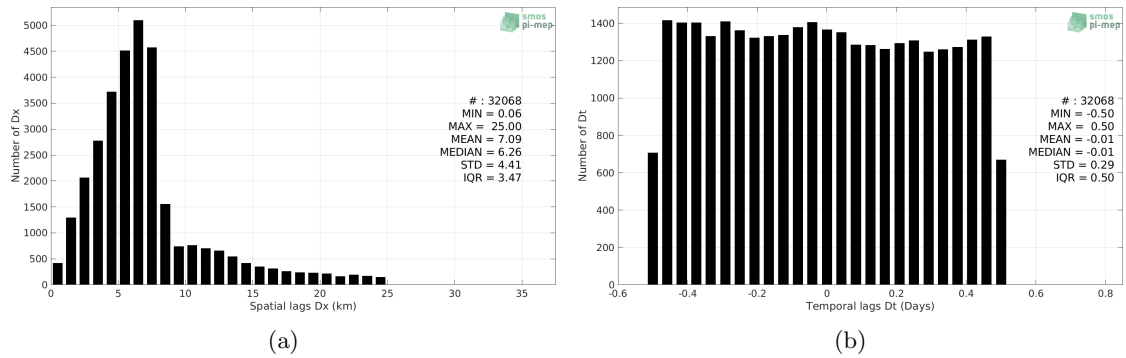 smos
pi-mep
5000
4500
4000
3500
3000
2500
2000
1500
1000
500
0
Number of Dx
# : 32068
MIN = 0.06
MAX = 25.00
MEAN = 7.09
MEDIAN = 6.26
STD = 4.41
IQR = 3.47
0 5 10 15 20 25 30 35
Spatial lags Dx (km)
(a)
smos
pi-mep
1400
1200
1000
800
600
400
200
0
Number of Dt
# : 32068
MIN = -0.50
MAX = 0.50
MEAN = -0.01
MEDIAN = -0.01
STD = 0.29
IQR = 0.50
-0.6 -0.4 -0.2 0 0.2 0.4 0.6 0.8
Temporal lags Dt (Days)
(b)